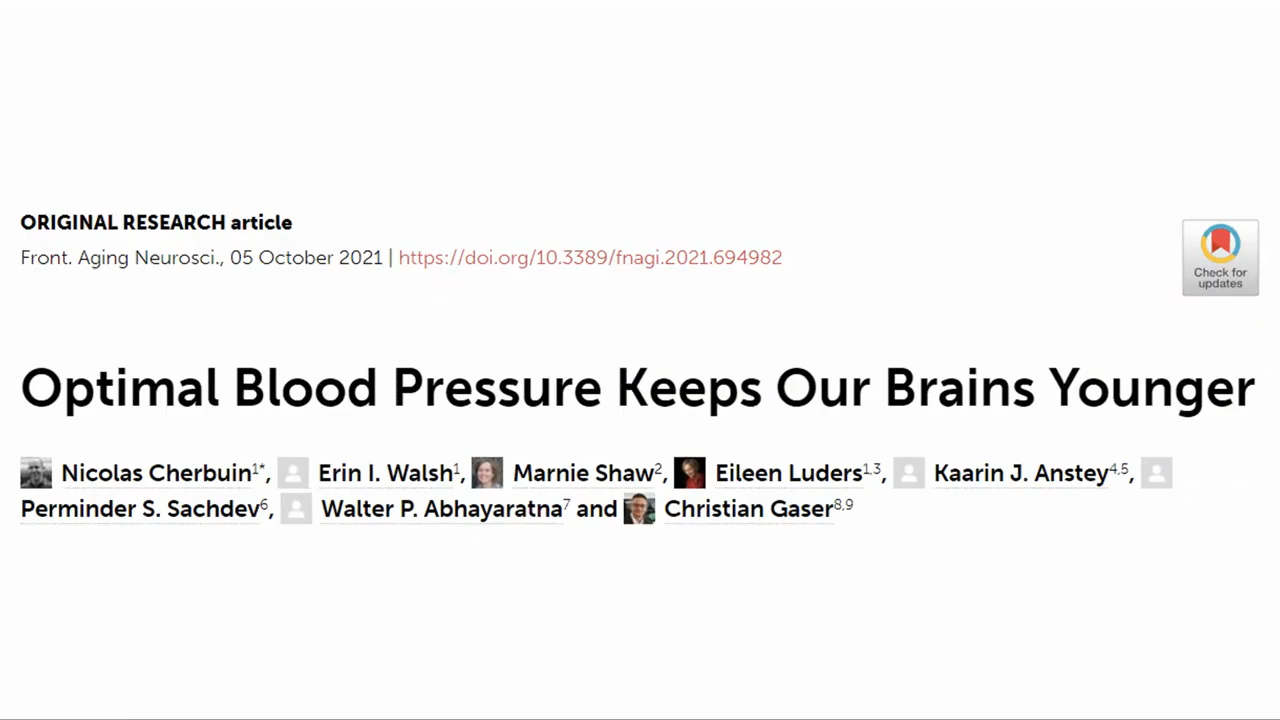 ORIGINAL RESEARCH article
Front. Aging Neurosci., 05 October 2021 | https://doi.org/10.3389/fnagi.2021.694982
Check for
updates
Optimal Blood Pressure Keeps Our Brains Younger
Nicolas Cherbuin1*, Erin I. Walsh1, Marnie Shaw2, Eileen Luders1,3, Kaarin J. Anstey4,5,
Perminder S. Sachdev6, Walter P. Abhayaratna7 and Christian Gaser8,9